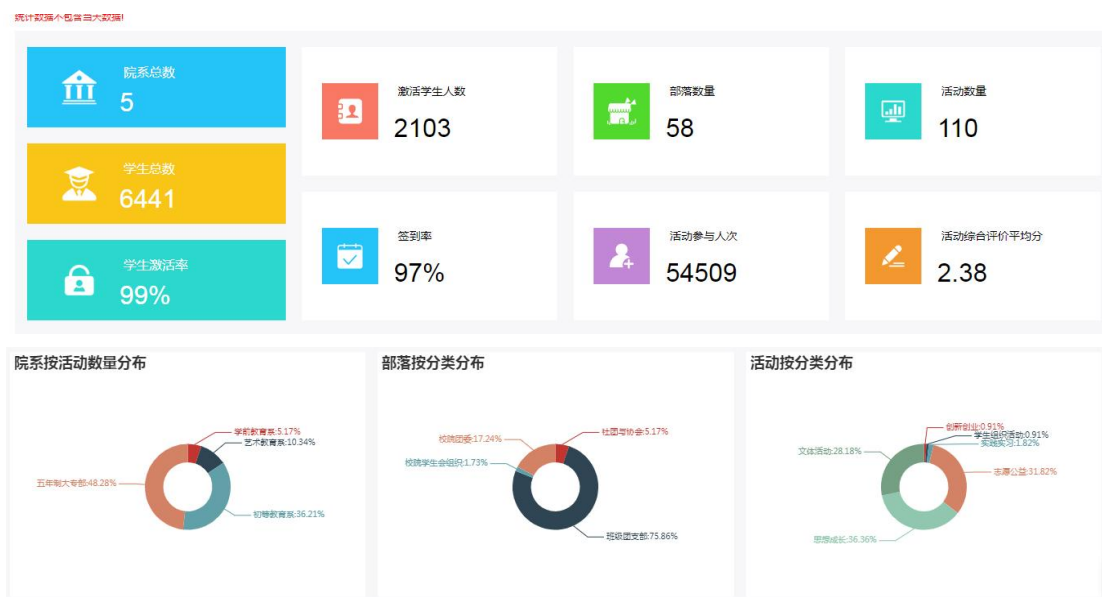 统计数据不包含当天数据!
院系总数
5
学生总数
6441
学生激活率
99%
激活学生人数
2103
部落数量
58
活动数量
110
签到率
97%
活动参与人次
54509
活动综合评价平均分
2.38
院系按活动数量分布
学前教育系:5.17%
艺术教育系:10.34%
五年制大专部:48.28%
初等教育系:36.21%
部落按分类分布
校院团委:17.24%
社团与协会:5.17%
校院学生会组织:1.73%
班级团支部:75.86%
活动按分类分布
创新创业:0.91%
学生组织活动:0.91%
实践实习:1.82%
文体活动:28.18%
志愿公益:31.82%
思想成长:36.36%